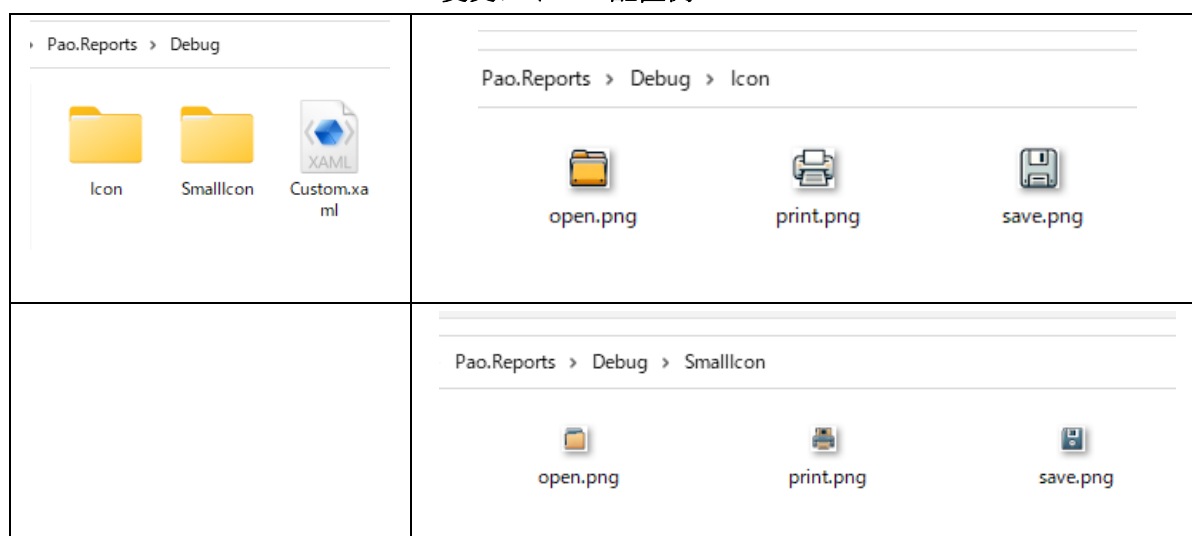 › Pao.Reports > Debug
Icon
SmallIcon
Custom.xa
ml
XAML
Pao.Reports > Debug > Icon
open.png
print.png
save.png
Pao.Reports > Debug > SmallIcon
open.png
print.png
save.png